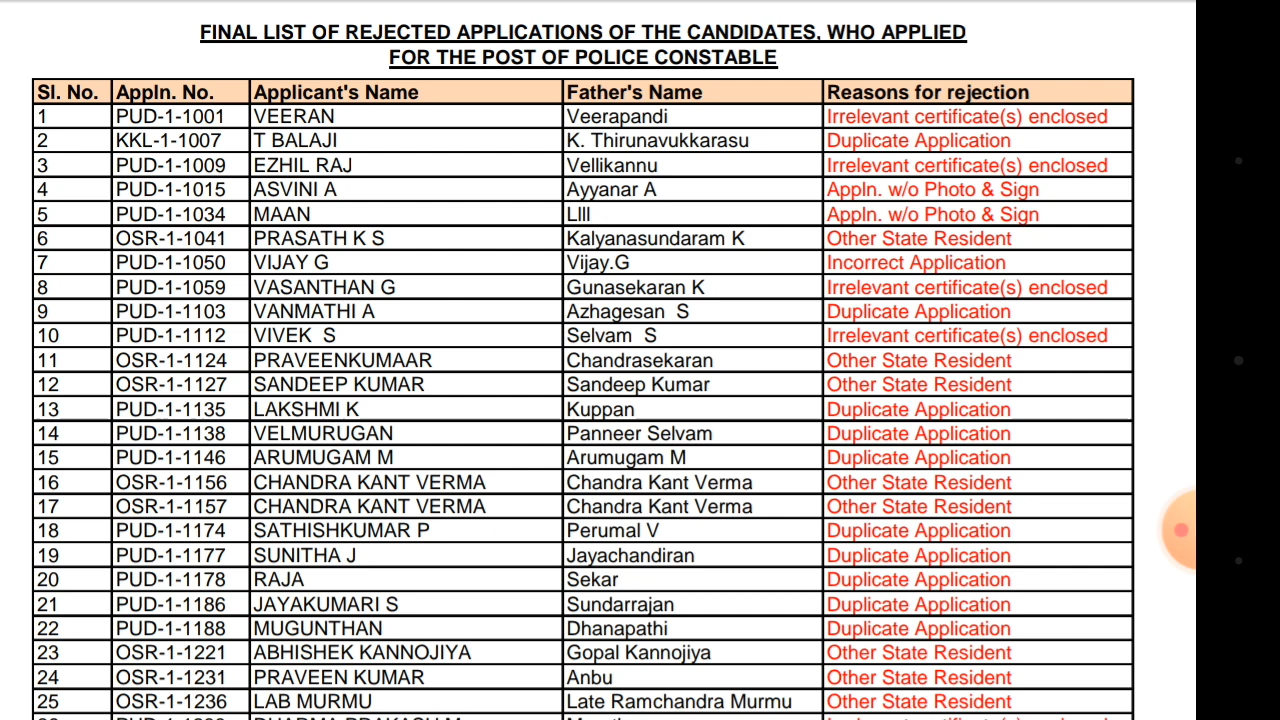 FINAL LIST OF REJECTED APPLICATIONS OF THE CANDIDATES, WHO APPLIED
FOR THE POST OF POLICE CONSTABLE
Sl. No. Appln. No. Applicant's Name Father's Name Reasons for rejection
1 PUD-1-1001 VEERAN Veerapandi Irrelevant certificate(s) enclosed
2 KKL-1-1007 T BALAJI K. Thirunavukkarasu Duplicate Application
3 PUD-1-1009 EZHIL RAJ Vellikannu Irrelevant certificate(s) enclosed
4 PUD-1-1015 ASVINI A Ayyanar A Appln. w/o Photo & Sign
5 PUD-1-1034 MAAN Llll Appln. w/o Photo & Sign
6 OSR-1-1041 PRASATH K S Kalyanasundaram K Other State Resident
7 PUD-1-1050 VIJAY G Vijay.G Incorrect Application
8 PUD-1-1059 VASANTHAN G Gunasekaran K Irrelevant certificate(s) enclosed
9 PUD-1-1103 VANMATHI A Azhagesan S Duplicate Application
10 PUD-1-1112 VIVEK S Selvam S Irrelevant certificate(s) enclosed
11 OSR-1-1124 PRAVEENKUMAAR Chandrasekaran Other State Resident
12 OSR-1-1127 SANDEEP KUMAR Sandeep Kumar Other State Resident
13 PUD-1-1135 LAKSHMI K Kuppan Duplicate Application
14 PUD-1-1138 VELMURUGAN Panneer Selvam Duplicate Application
15 PUD-1-1146 ARUMUGAM M Arumugam M Duplicate Application
16 OSR-1-1156 CHANDRA KANT VERMA Chandra Kant Verma Other State Resident
17 OSR-1-1157 CHANDRA KANT VERMA Chandra Kant Verma Other State Resident
18 PUD-1-1174 SATHISHKUMAR P Perumal V Duplicate Application
19 PUD-1-1177 SUNITHA J Jayachandiran Duplicate Application
20 PUD-1-1178 RAJA Sekar Duplicate Application
21 PUD-1-1186 JAYAKUMARI S Sundarrajan Duplicate Application
22 PUD-1-1188 MUGUNTHAN Dhanapathi Duplicate Application
23 OSR-1-1221 ABHISHEK KANNOJIYA Gopal Kannojiya Other State Resident
24 OSR-1-1231 PRAVEEN KUMAR Anbu Other State Resident
25 OSR-1-1236 LAB MURMU Late Ramchandra Murmu Other State Resident